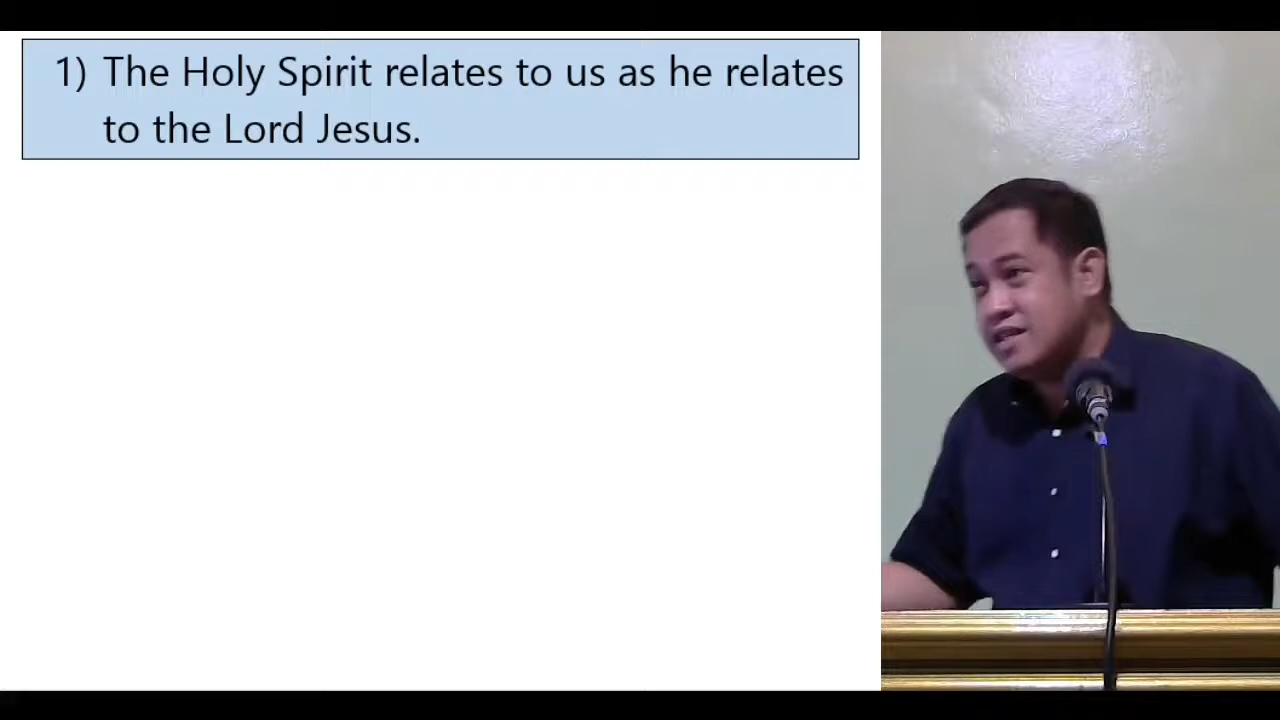 1) The Holy Spirit relates to us as he relates
to the Lord Jesus.